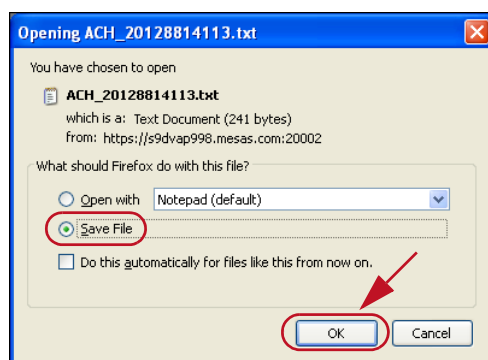 Opening ACH_20128814113.txt
You have chosen to open
ACH_20128814113.txt
which is a: Text Document (241 bytes)
from: https://s9dvap998.mesas.com:20002
What should Firefox do with this file?
Open with Notepad (default)
Save File
Do this automatically for files like this from now on.
OK Cancel